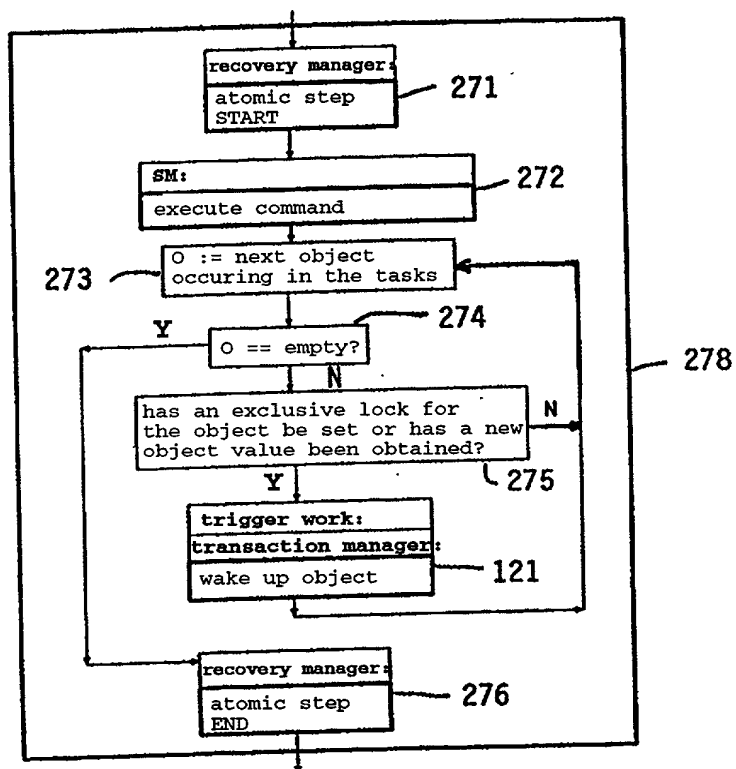 recovery manager:
271
atomic step
START
SM:
272
execute command
O := next object
273
occuring in the tasks
274
Y
O == empty?
N
278
has an exclusive lock for
N
the object be set or has a new
object value been obtained?
275
Y
trigger work:
transaction manager:
121
wake up object
recovery manager:
276
atomic step
END